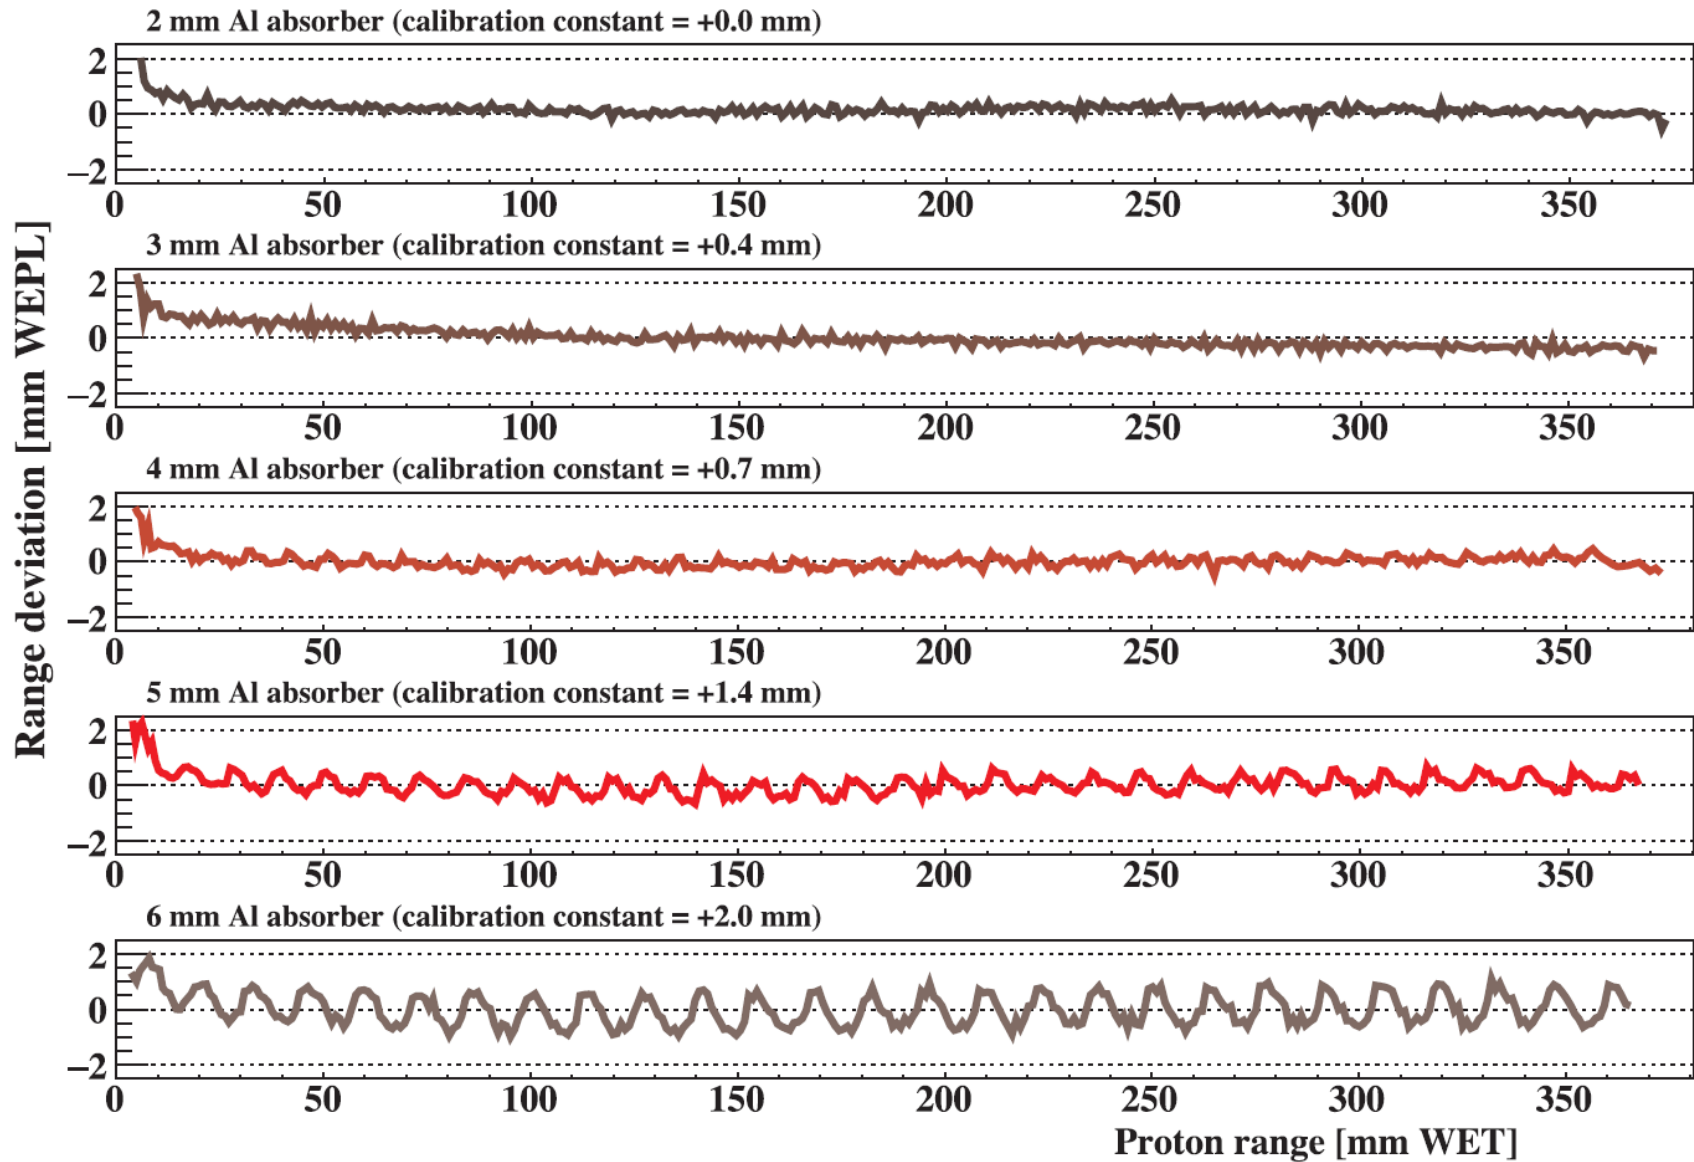 2 mm Al absorber (calibration constant = +0.0 mm)
2
0
−2
0 50 100 150 200 250 300 350
3 mm Al absorber (calibration constant = +0.4 mm)
2
0
−2
0 50 100 150 200 250 300 350
4 mm Al absorber (calibration constant = +0.7 mm)
2
0
−2
0 50 100 150 200 250 300 350
5 mm Al absorber (calibration constant = +1.4 mm)
2
0
−2
0 50 100 150 200 250 300 350
6 mm Al absorber (calibration constant = +2.0 mm)
2
0
−2
0 50 100 150 200 250 300 350
Range deviation [mm WEPL]
Proton range [mm WET]